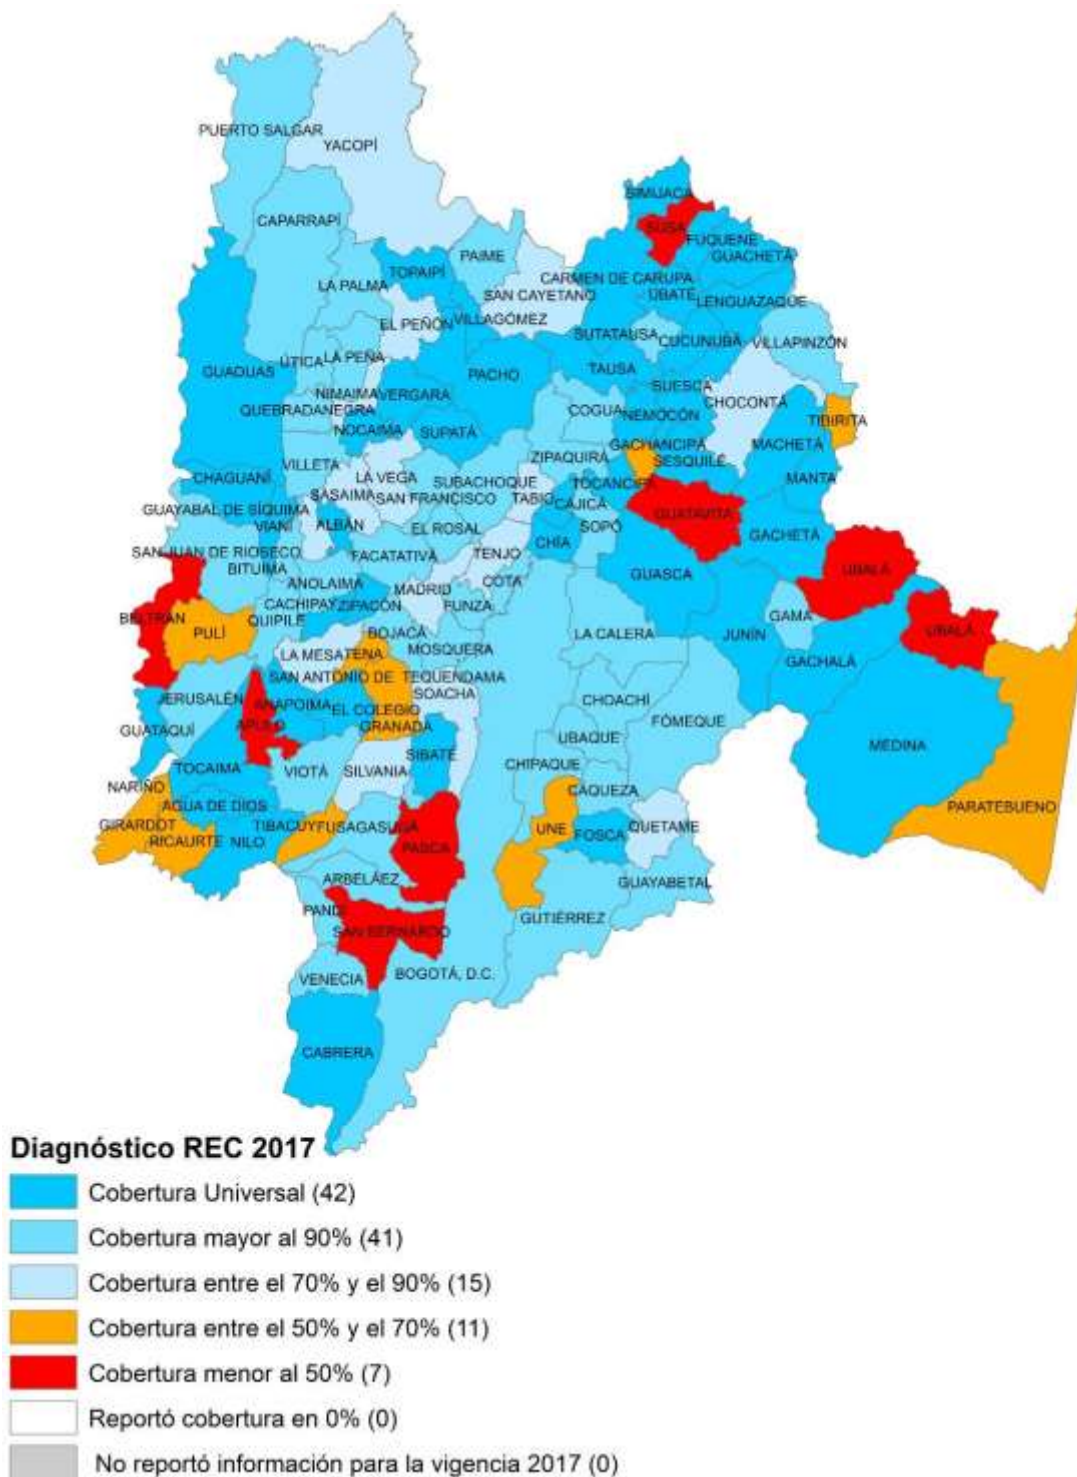 PUERTO SALGAR
YACOPÍ
SIMIJACA
CAPARRAPÍ
SUSA
FÚQUENE
GUACHETÁ
PAIME
TOPAIPÍ
CARMEN DE CARUPA
LA PALMA
SAN CAYETANO
UBATÉ
LENGUAZAQUE
EL PEÑÓN
VILLAGÓMEZ
SUTATAUSA
CUCUNUBÁ
VILLAPINZÓN
ÚTICA
LA PEÑA
GUADUAS
PACHO
TAUSA
SUESCA
NIMAIMA
VERGARA
CHOCONTÁ
QUEBRADANEGRA
COGUA
NEMOCÓN
TIBIRITA
NOCAIMA
SUPATÁ
GACHANCIPÁ
MACHETÁ
ZIPAQUIRÁ
SESQUILÉ
VILLETA
CHAGUANÍ
LA VEGA
SUBACHOQUE
TOCANCIPÁ
MANTA
SASAIMA
SAN FRANCISCO
TABIO
CAJICÁ
GUAYABAL DE SÍQUIMA
GUATAVITA
VIANÍ
ALBÁN
EL ROSAL
SOPÓ
GACHETÁ
CHÍA
SAN JUAN DE RIOSECO
FACATATIVÁ
TENJO
BITUIMA
UBALÁ
ANOLAIMA
MADRID
COTA
GUASCA
CACHIPAY
ZIPACÓN
FUNZA
BELTRÁN
QUIPILE
GAMA
PULÍ
BOJACÁ
LA CALERA
JUNÍN
UBALÁ
MOSQUERA
LA MESA
TENA
GACHALÁ
SAN ANTONIO DE TEQUENDAMA
JERUSALÉN
SOACHA
CHOACHÍ
ANAPOIMA
EL COLEGIO
GUATAQUÍ
APULO
GRANADA
FÓMEQUE
UBAQUE
MEDINA
SIBATÉ
TOCAIMA
VIOTÁ
SILVANIA
CHIPAQUE
NARIÑO
CÁQUEZA
AGUA DE DIOS
PARATEBUENO
GIRARDOT
TIBACUY
FUSAGASUGÁ
UNE
FOSCA
QUETAME
RICAURTE
NILO
PASCA
ARBELÁEZ
GUAYABETAL
PANDI
GUTIÉRREZ
SAN BERNARDO
VENECIA
BOGOTÁ, D.C.
CABRERA
Diagnóstico REC 2017
Cobertura Universal (42)
Cobertura mayor al 90% (41)
Cobertura entre el 70% y el 90% (15)
Cobertura entre el 50% y el 70% (11)
Cobertura menor al 50% (7)
Reportó cobertura en 0% (0)
No reportó información para la vigencia 2017 (0)